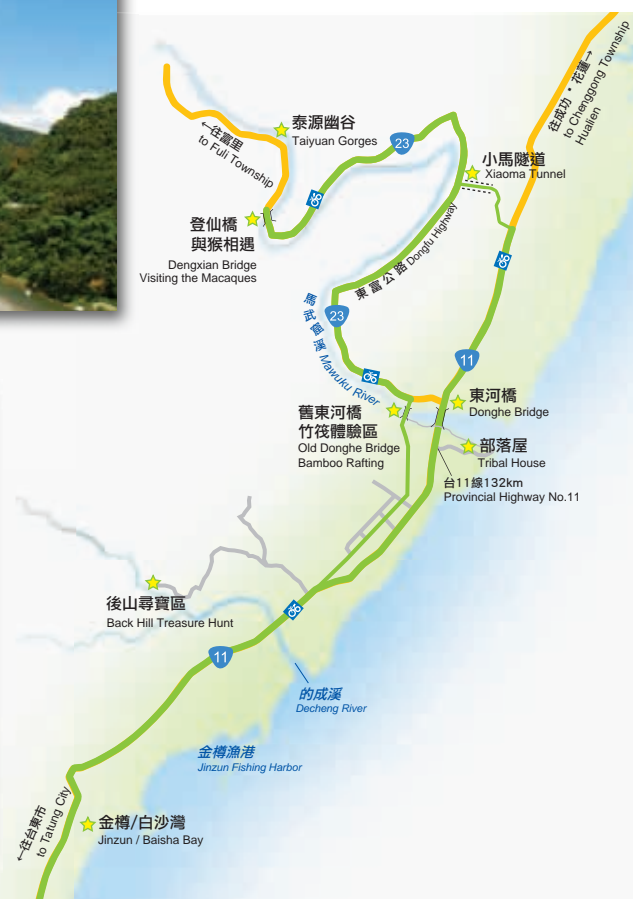 往成功•花蓮→
to Chenggong Township
Hualien
泰源幽谷
Taiyuan Gorges
←往富里
to Fuli Township
23
小馬隧道
Xiaoma Tunnel
登仙橋
與猴相遇
Dengxian Bridge
Visiting the Macaques
東富公路 Dongfu Highway
馬武窟溪 Mawuku River
23
11
東河橋
Donghe Bridge
舊東河橋
竹筏體驗區
Old Donghe Bridge
Bamboo Rafting
部落屋
Tribal House
台11線132km
Provincial Highway No.11
後山尋寶區
Back Hill Treasure Hunt
11
的成溪
Decheng River
金樽漁港
Jinzun Fishing Harbor
←往台東市
to Tatung City
金樽/白沙灣
Jinzun / Baisha Bay